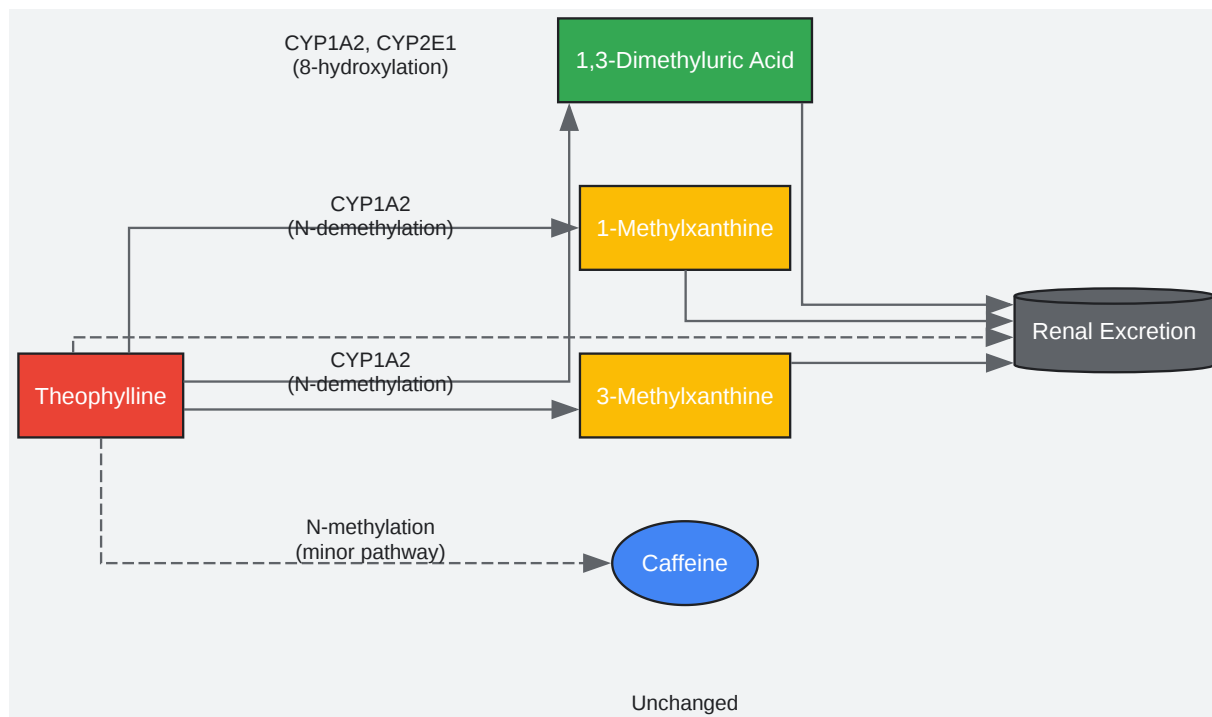 CYP1A2, CYP2E1
(8-hydroxylation)
1,3-Dimethyluric Acid
CYP1A2
(N-demethylation)
1-Methylxanthine
Renal Excretion
CYP1A2
(N-demethylation)
Theophylline
3-Methylxanthine
N-methylation
(minor pathway)
Caffeine
Unchanged